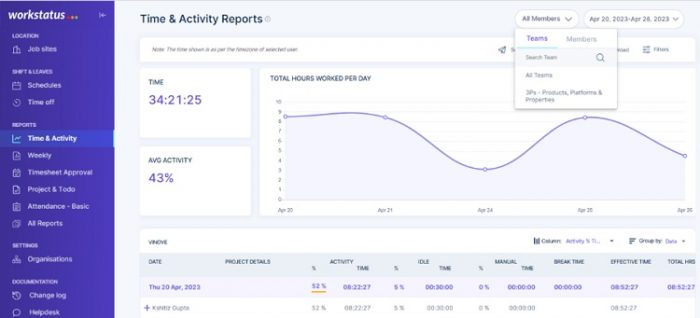 workstatus
Time & Activity Reports
All Members
Apr 20, 2023-Apr 28, 2023
LOCATION
Job sites
SHIFT & LEAVES
Schedules
Time off
REPORTS
Time & Activity
Weekly
Timesheet Approval
Project & Todo
Attendance - Basic
All Reports
SETTINGS
Organisations
DOCUMENTATION
Change log
Helpdesk
Note: The time shown is as per the timezone of selected user.
Filters
Teams Members
Search Team
All Teams
3Ps - Products, Platforms &
Properties
TIME
34:21:25
AVG ACTIVITY
43%
TOTAL HOURS WORKED PER DAY
10
9
8
7
6
5
4
3
2
1
0
Apr 20 Apr 21 Apr 24 Apr 25 Apr 26
VINOVE
Column: Activity % Ti...
Group by: Date
DATE PROJECT DETAILS ACTIVITY IDLE MANUAL BREAK TIME EFFECTIVE TIME TOTAL HRS
% TIME % TIME % TIME
Thu 20 Apr, 2023 52 % 08:22:27 5 % 00:30:00 0 % 00:00:00 00:00:00 08:52:27 08:52:27
+ Kshitiz Gupta 52 % 08:22:27 5 % 00:30:00 0 % 00:00:00 00:00:00 08:52:27 08:52:27